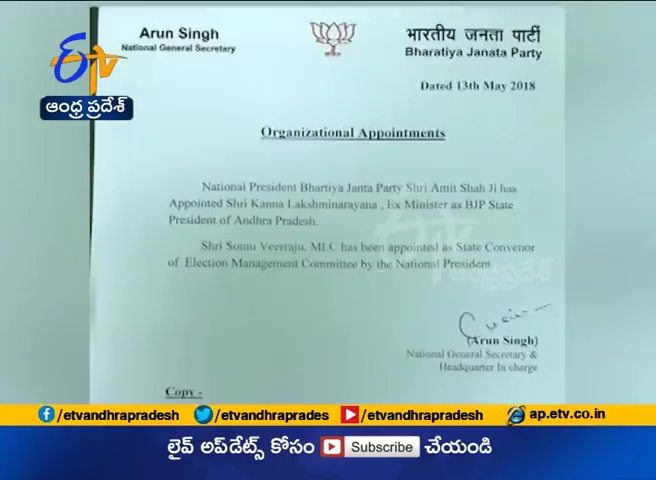 Arun Singh
National General Secretary
भारतीय जनता पार्टी
Bharatiya Janata Party
Dated 13th May 2018
ETV
ఆంధ్ర ప్రదేశ్
Organizational Appointments
National President Bhartiya Janta Party Shri Amit Shah Ji has
Appointed Shri Kanna Lakshminarayana , Ex Minister as BJP State
President of Andhra Pradesh.
Shri Somu Veerraju, MLC has been appointed as State Convenor
of Election Management Committee by the National President
ఆంధ్ర ప్రదేశ్
(Arun Singh)
National General Secretary &
Headquarter In charge
Copy -
/etvandhrapradesh
/etvandhraprades
/etvandhrapradesh
ap.etv.co.in
లైవ్ అప్‌డేట్స్ కోసం Subscribe చేయండి